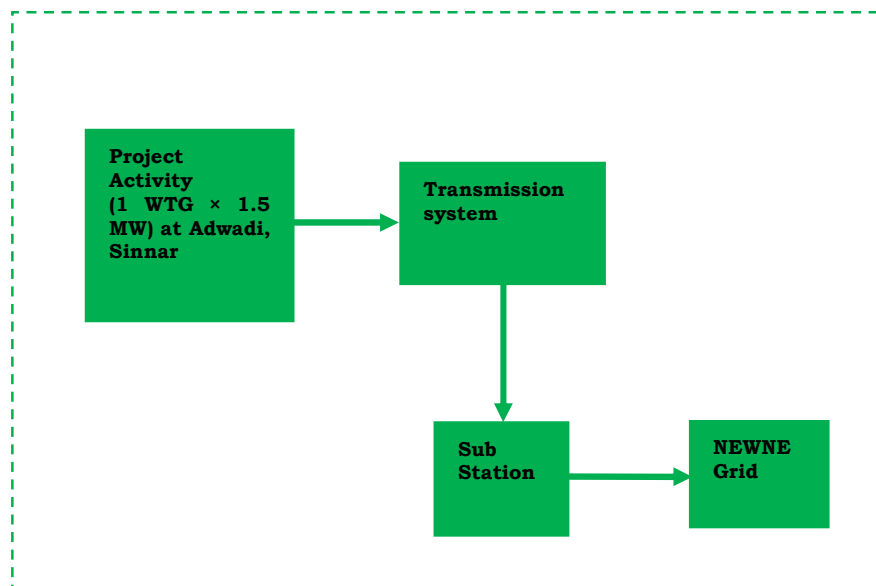 Project
Activity
(1 WTG × 1.5
MW) at Adwadi,
Sinnar
Transmission
system
Sub
Station
NEWNE
Grid